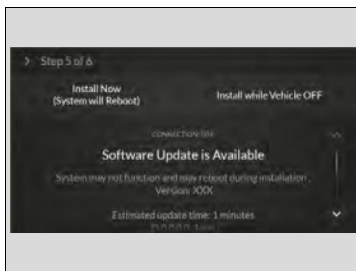 Step 5 of 6
Install Now
(System will Reboot)
Install while Vehicle OFF
Software Update is Available
System may not function and may reboot during installation.
Version: XXX
Estimated update time: 1 minutes